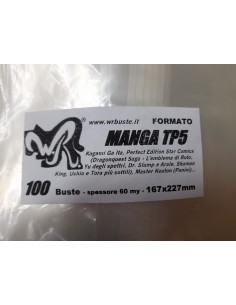 www.wrbuste.it
FORMATO
WR®
MANGA TP5
Kagami Ga Ita, Perfect Edition Star Comics
(Dragonquest Saga - L'emblema di Roto,
Yu degli spettri, Dr. Slump e Arale, Shaman
King, Ushio e Tora più sottili), Master Keaton (Panini)...
100 Buste - spessore 60 my - 167x227mm